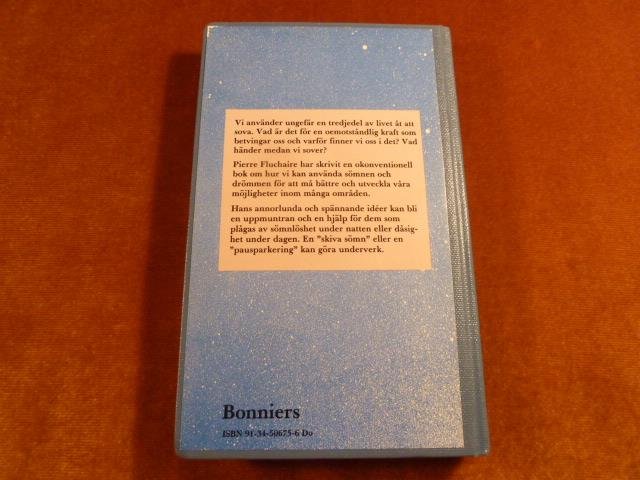 Vi använder ungefär en tredjedel av livet åt att
sova. Vad är det för en oemotståndlig kraft som
betvingar oss och varför finner vi oss i det? Vad
händer medan vi sover?
Pierre Fluchaire har skrivit en okonventionell
bok om hur vi kan använda sömnen och
drömmen för att må bättre och utveckla våra
möjligheter inom många områden.
Hans annorlunda och spännande idéer kan bli
en uppmuntran och en hjälp för dem som
plågas av sömnlöshet under natten eller dåsig-
het under dagen. En "skiva sömn" eller en
"pausparkering" kan göra underverk.
Bonniers
ISBN 91-34-50675-6 Do